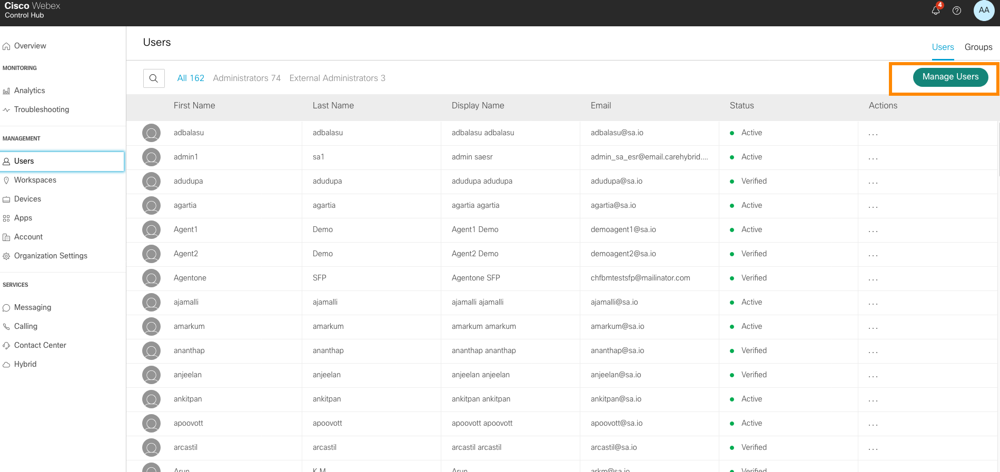 Cisco Webex
Control Hub
4
AA
Overview
MONITORING
Analytics
Troubleshooting
MANAGEMENT
Users
Workspaces
Devices
Apps
Account
Organization Settings
SERVICES
Messaging
Calling
Contact Center
Hybrid
Users
Users Groups
All 162 Administrators 74 External Administrators 3
Manage Users
First Name Last Name Display Name Email Status Actions
adbalasu adbalasu adbalasu adbalasu adbalasu@sa.io Active ...
admin1 sa1 admin saesr admin_sa_esr@email.carehybrid.... Active ...
adudupa adudupa adudupa adudupa adudupa@sa.io Verified ...
agartia agartia agartia agartia agartia@sa.io Active ...
Agent1 Demo Agent1 Demo demoagent1@sa.io Active ...
Agent2 Demo Agent2 Demo demoagent2@sa.io Verified ...
Agentone SFP Agentone SFP chfbmtestsfp@mailinator.com Verified ...
ajamalli ajamalli ajamalli ajamalli ajamalli@sa.io Active ...
amarkum amarkum amarkum amarkum amarkum@sa.io Active ...
ananthap ananthap ananthap ananthap ananthap@sa.io Verified ...
anjeelan anjeelan anjeelan anjeelan anjeelan@sa.io Verified ...
ankitpan ankitpan ankitpan ankitpan ankitpan@sa.io Active ...
apoovott apoovott apoovott apoovott apoovott@sa.io Active ...
arcastil arcastil arcastil arcastil arcastil@sa.io Verified ...
Arun K M Arun arkm@sa.io Verified